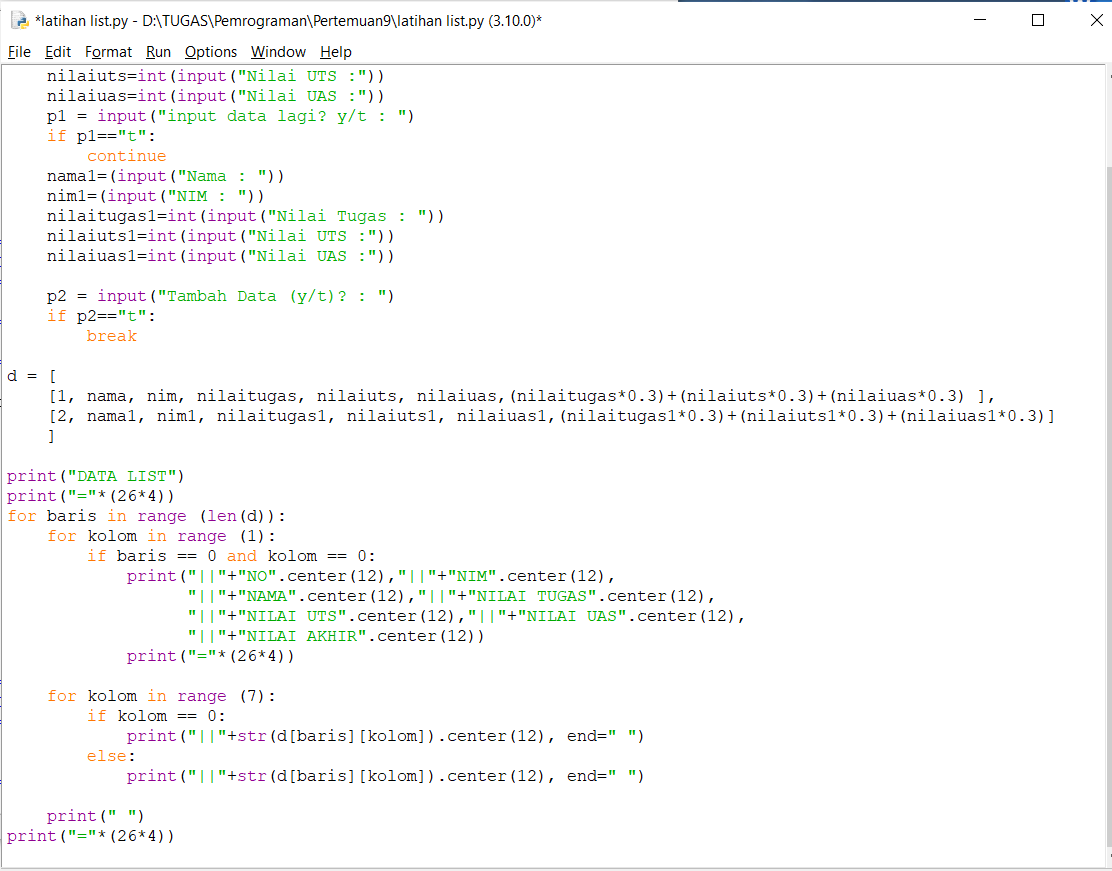 *latihan list.py - D:\TUGAS\Pemrograman\Pertemuan9\latihan list.py (3.10.0)*
File Edit Format Run Options Window Help
    nilaiuts=int(input("Nilai UTS :"))
    nilaiuas=int(input("Nilai UAS :"))
    p1 = input("input data lagi? y/t : ")
    if p1=="t":
        continue
    nama1=(input("Nama : "))
    nim1=(input("NIM : "))
    nilaitugas1=int(input("Nilai Tugas : "))
    nilaiuts1=int(input("Nilai UTS :"))
    nilaiuas1=int(input("Nilai UAS :"))

    p2 = input("Tambah Data (y/t)? : ")
    if p2=="t":
        break

d = [
    [1, nama, nim, nilaitugas, nilaiuts, nilaiuas,(nilaitugas*0.3)+(nilaiuts*0.3)+(nilaiuas*0.3) ],
    [2, nama1, nim1, nilaitugas1, nilaiuts1, nilaiuas1,(nilaitugas1*0.3)+(nilaiuts1*0.3)+(nilaiuas1*0.3)]
    ]

print("DATA LIST")
print("="*(26*4))
for baris in range (len(d)):
    for kolom in range (1):
        if baris == 0 and kolom == 0:
            print("||"+"NO".center(12),"||"+"NIM".center(12),
                  "||"+"NAMA".center(12),"||"+"NILAI TUGAS".center(12),
                  "||"+"NILAI UTS".center(12),"||"+"NILAI UAS".center(12),
                  "||"+"NILAI AKHIR".center(12))
            print("="*(26*4))

    for kolom in range (7):
        if kolom == 0:
            print("||"+str(d[baris][kolom]).center(12), end=" ")
        else:
            print("||"+str(d[baris][kolom]).center(12), end=" ")

    print(" ")
print("="*(26*4))